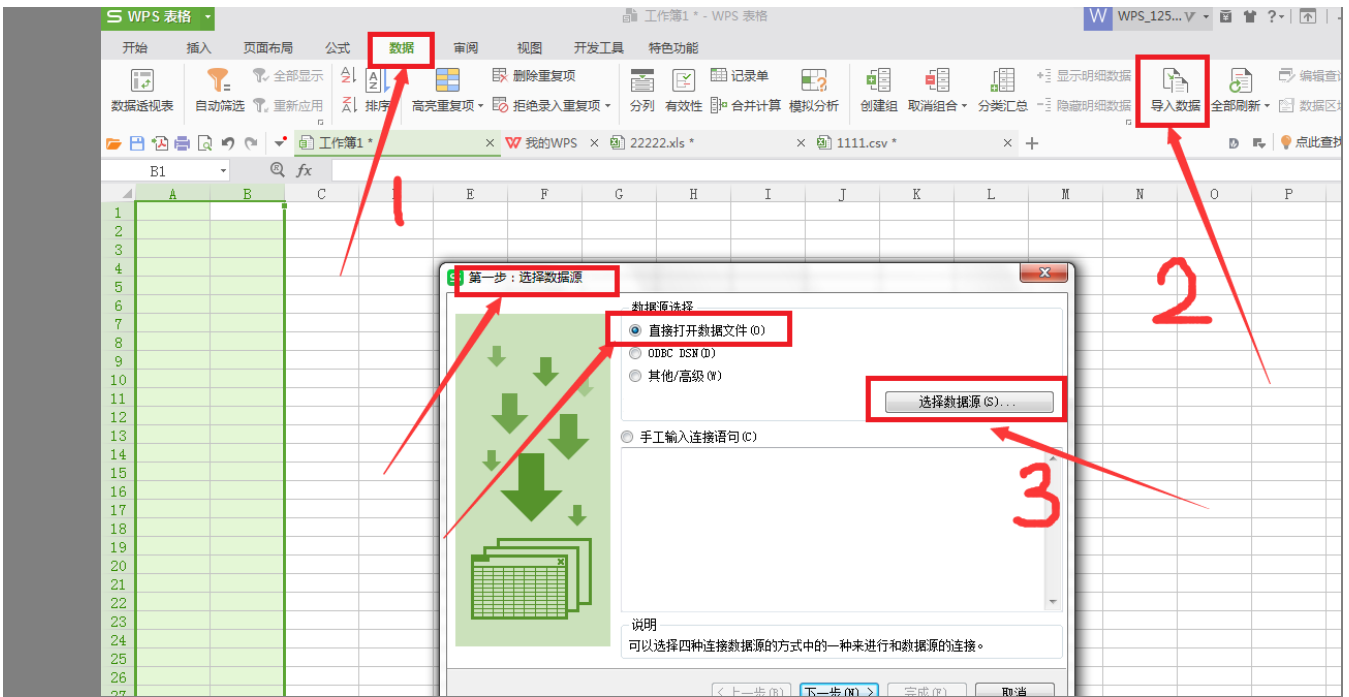 S WPS 表格
工作簿1 * - WPS 表格
W WPS_125...
?
开始 插入 页面布局 公式 数据 审阅 视图 开发工具 特色功能
全部显示 删除重复项 记录单 显示明细数据
数据透视表 自动筛选 重新应用 排序 高亮重复项 拒绝录入重复项 分列 有效性 合并计算 模拟分析 创建组 取消组合 分类汇总 隐藏明细数据 导入数据 全部刷新 数据区
工作簿1 * × W 我的WPS × 22222.xls * × 1111.csv * × + 点此查找
B1 fx
A B C E F G H I J K L M N O P
1
2
3
4
5
6
7
8
9
10
11
12
13
14
15
16
17
18
19
20
21
22
23
24
25
26
27
第一步：选择数据源
数据源选择
直接打开数据文件(O)
ODBC DSN(D)
其他/高级(W)
选择数据源(S)...
手工输入连接语句(C)
说明
可以选择四种连接数据源的方式中的一种来进行和数据源的连接。
< 上一步(B) 下一步(N) > 完成(F) 取消
1
2
3